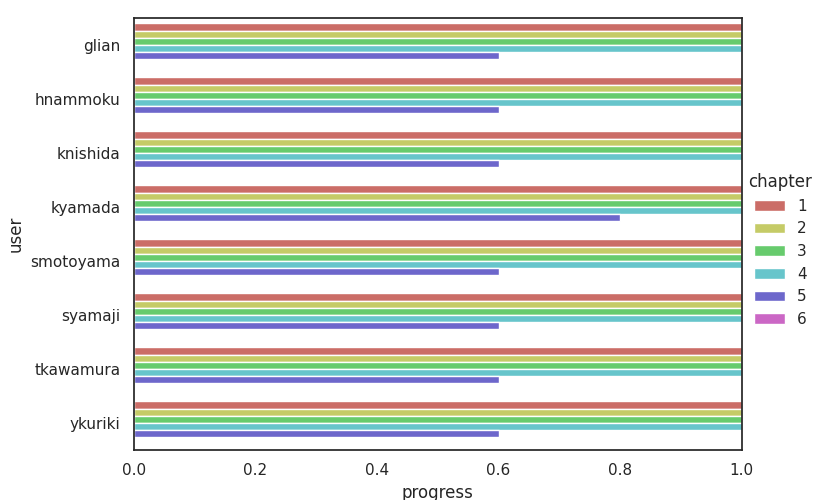 glian
hnammoku
knishida
kyamada
smotoyama
syamaji
tkawamura
ykuriki
user
0.0 0.2 0.4 0.6 0.8 1.0
progress
chapter
1
2
3
4
5
6